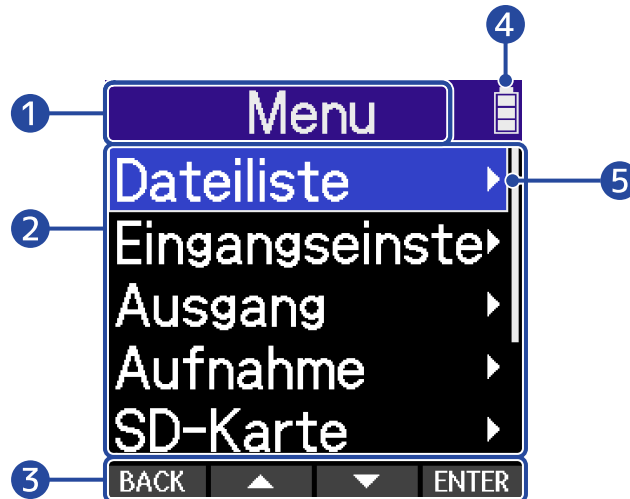 4
1 Menu
Dateiliste 5
2 Eingangseinste
Ausgang
Aufnahme
SD-Karte
3 BACK ENTER